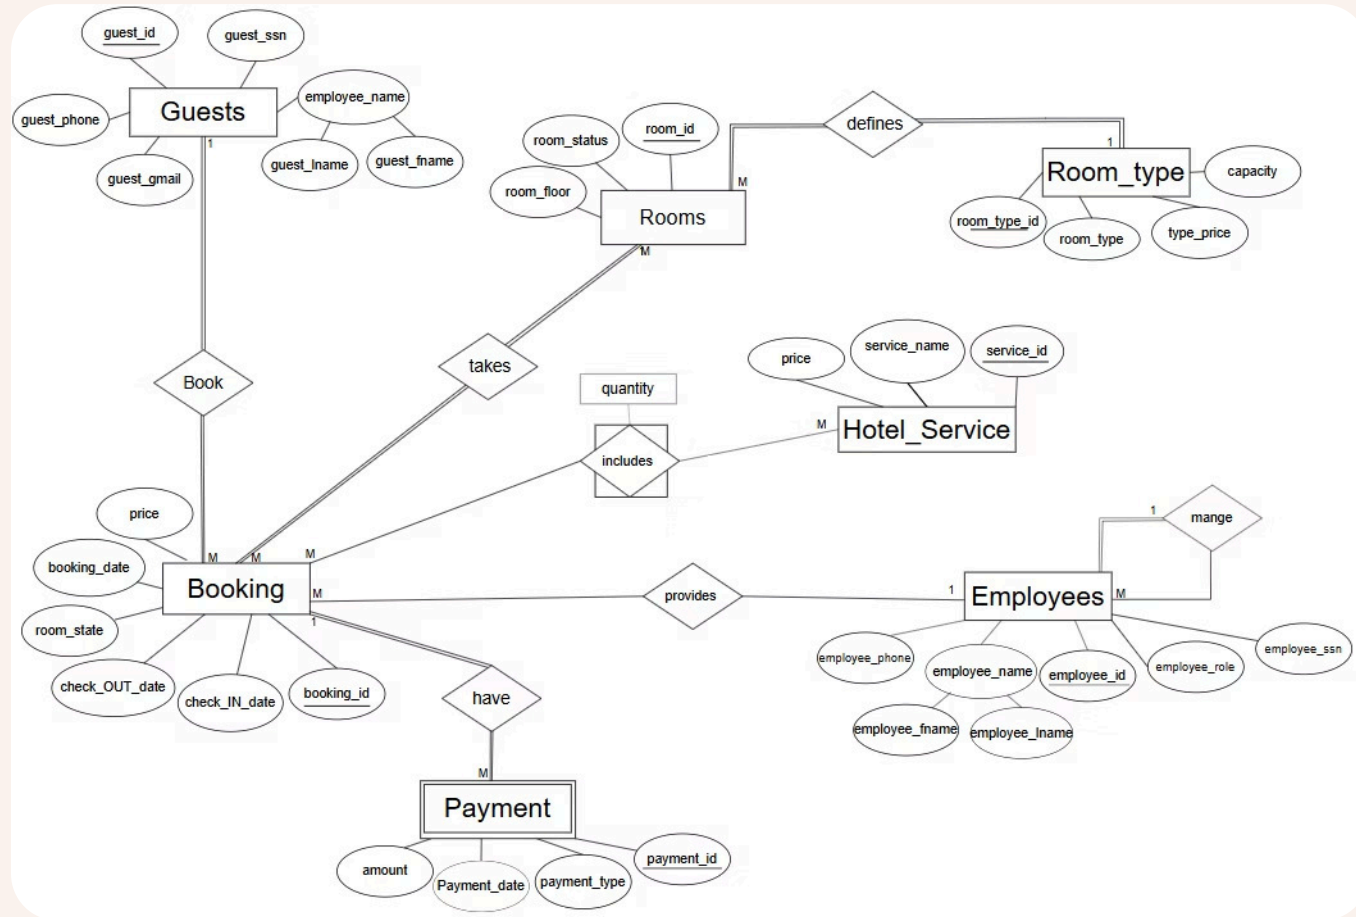 guest_id
guest_ssn
Guests
employee_name
guest_phone
guest_lname
guest_fname
guest_gmail
1
room_status
room_id
room_floor
Rooms
M
M
defines
1
Room_type
capacity
room_type_id
room_type
type_price
Book
takes
quantity
includes
price
service_name
service_id
M
Hotel_Service
price
booking_date
room_state
check_OUT_date
check_IN_date
booking_id
M
M
M
Booking
M
1
provides
1
Employees
M
1
mange
employee_phone
employee_name
employee_id
employee_role
employee_ssn
employee_fname
employee_lname
have
M
Payment
amount
Payment_date
payment_type
payment_id